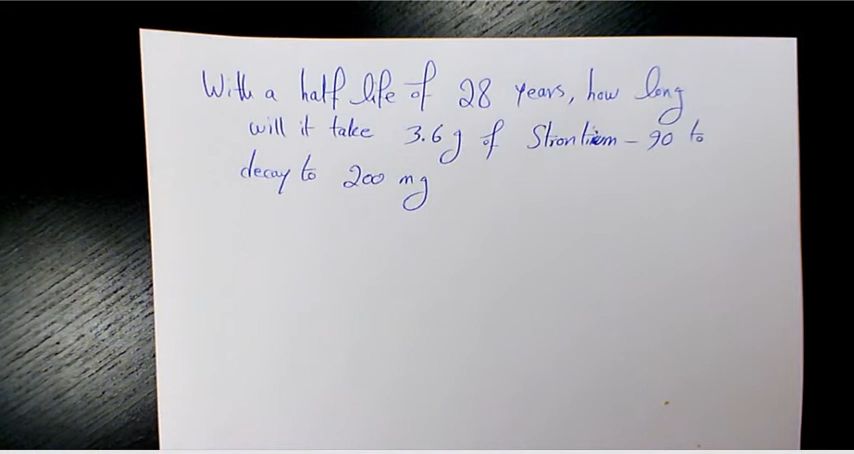 With a half life of 28 years, how long
will it take 3.6g of Strontium - 90 to
decay to 200 mg